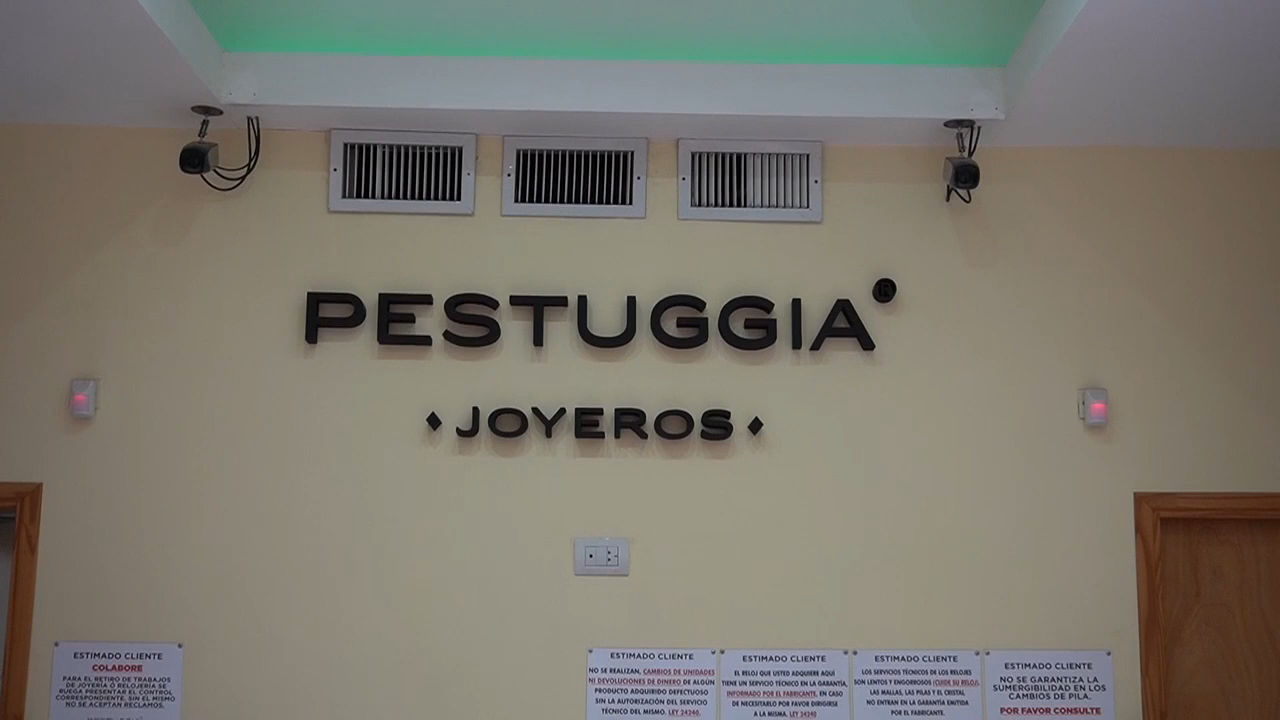 PESTUGGIA®
JOYEROS
ESTIMADO CLIENTE
COLABORE
PARA EL RETIRO DE TRABAJOS
DE JOYERÍA Ó RELOJERÍA SE
RUEGA PRESENTAR EL CONTROL
CORRESPONDIENTE. SIN EL MISMO
NO SE ACEPTAN RECLAMOS.
PESTUGGIA
ESTIMADO CLIENTE
NO SE REALIZAN, CAMBIOS DE UNIDADES
NI DEVOLUCIONES DE DINERO DE ALGÚN
PRODUCTO ADQUIRIDO DEFECTUOSO
SIN LA AUTORIZACIÓN DEL SERVICIO
TÉCNICO DEL MISMO. LEY 24240.
ESTIMADO CLIENTE
EL RELOJ QUE USTED ADQUIERE AQUÍ
TIENE UN SERVICIO TÉCNICO EN LA GARANTÍA,
INFORMADO POR EL FABRICANTE. EN CASO
DE NECESITARLO POR FAVOR DIRIGIRSE
A LA MISMA. LEY 24240
ESTIMADO CLIENTE
LOS SERVICIOS TÉCNICOS DE LOS RELOJES
SON LENTOS Y ENGORROSOS (CUIDE SU RELOJ).
LAS MALLAS, LAS PILAS Y EL CRISTAL
NO ENTRAN EN LA GARANTÍA EMITIDA
POR EL FABRICANTE.
ESTIMADO CLIENTE
NO SE GARANTIZA LA
SUMERGIBILIDAD EN LOS
CAMBIOS DE PILA.
POR FAVOR CONSULTE